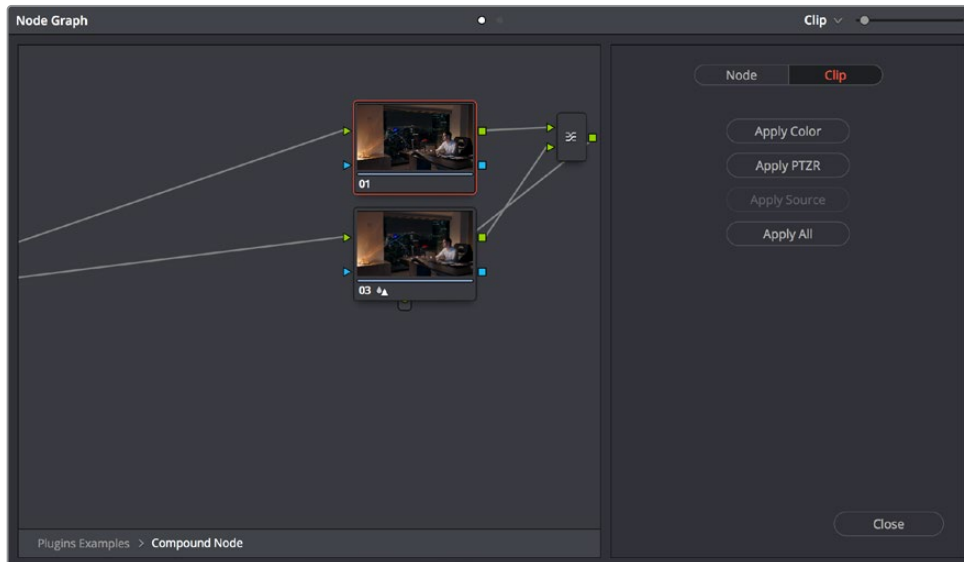 Node Graph
Clip
Node Clip
Apply Color
Apply PTZR
Apply Source
Apply All
01
03
Close
Plugins Examples > Compound Node